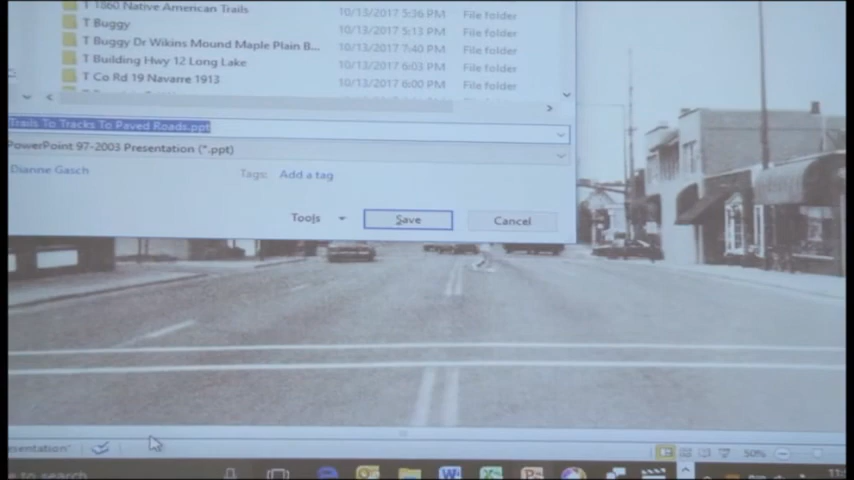 T 1860 Native American Trails 10/13/2017 5:36 PM File folder
T Buggy 10/13/2017 5:13 PM File folder
T Buggy Dr Wikins Mound Maple Plain B... 10/13/2017 7:40 PM File folder
T Building Hwy 12 Long Lake 10/13/2017 6:03 PM File folder
T Co Rd 19 Navarre 1913 10/13/2017 6:00 PM File folder
Trails To Tracks To Paved Roads.ppt
PowerPoint 97-2003 Presentation (*.ppt)
Dianne Gasch Tags: Add a tag
Tools Save Cancel
esentation" 50%
e to search